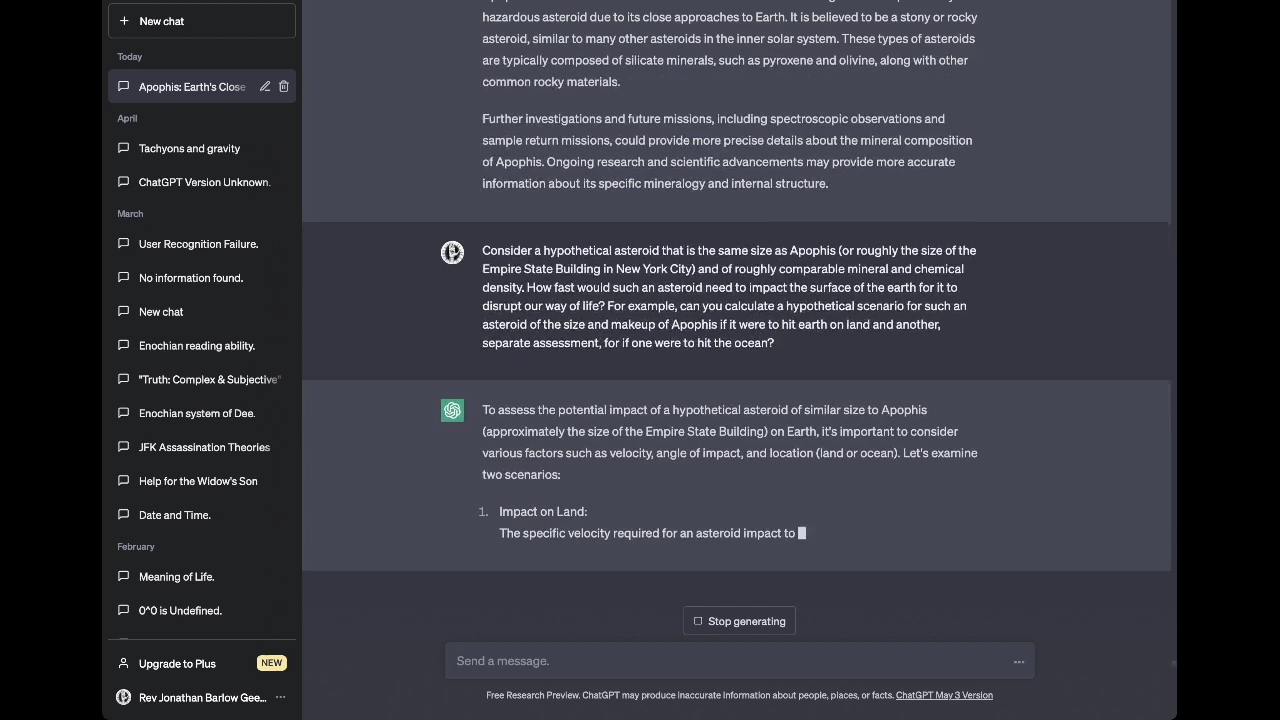 New chat
Today
Apophis: Earth's Close
April
Tachyons and gravity
ChatGPT Version Unknown.
March
User Recognition Failure.
No information found.
New chat
Enochian reading ability.
"Truth: Complex & Subjective"
Enochian system of Dee.
JFK Assassination Theories
Help for the Widow's Son
Date and Time.
February
Meaning of Life.
0^0 is Undefined.
Upgrade to Plus NEW
Rev Jonathan Barlow Gee...
hazardous asteroid due to its close approaches to Earth. It is believed to be a stony or rocky
asteroid, similar to many other asteroids in the inner solar system. These types of asteroids
are typically composed of silicate minerals, such as pyroxene and olivine, along with other
common rocky materials.
Further investigations and future missions, including spectroscopic observations and
sample return missions, could provide more precise details about the mineral composition
of Apophis. Ongoing research and scientific advancements may provide more accurate
information about its specific mineralogy and internal structure.
Consider a hypothetical asteroid that is the same size as Apophis (or roughly the size of the
Empire State Building in New York City) and of roughly comparable mineral and chemical
density. How fast would such an asteroid need to impact the surface of the earth for it to
disrupt our way of life? For example, can you calculate a hypothetical scenario for such an
asteroid of the size and makeup of Apophis if it were to hit earth on land and another,
separate assessment, for if one were to hit the ocean?
To assess the potential impact of a hypothetical asteroid of similar size to Apophis
(approximately the size of the Empire State Building) on Earth, it's important to consider
various factors such as velocity, angle of impact, and location (land or ocean). Let's examine
two scenarios:
1. Impact on Land:
The specific velocity required for an asteroid impact to
Stop generating
Send a message.
Free Research Preview. ChatGPT may produce inaccurate information about people, places, or facts. ChatGPT May 3 Version